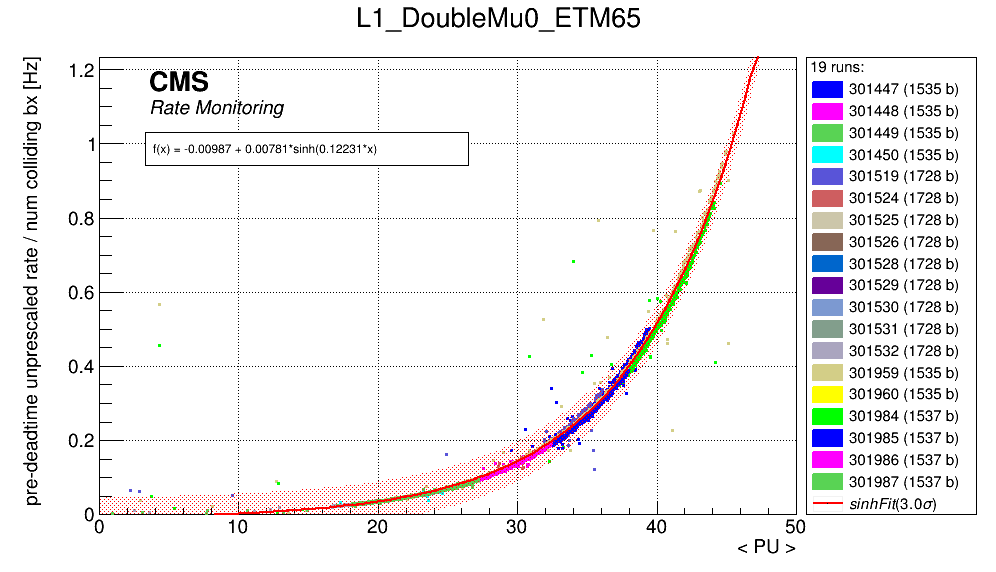 L1_DoubleMu0_ETM65
pre-deadtime unprescaled rate / num colliding bx [Hz]
CMS
Rate Monitoring
f(x) = -0.00987 + 0.00781*sinh(0.12231*x)
1.2
1
0.8
0.6
0.4
0.2
0
0 10 20 30 40 50
< PU >
19 runs:
301447 (1535 b)
301448 (1535 b)
301449 (1535 b)
301450 (1535 b)
301519 (1728 b)
301524 (1728 b)
301525 (1728 b)
301526 (1728 b)
301528 (1728 b)
301529 (1728 b)
301530 (1728 b)
301531 (1728 b)
301532 (1728 b)
301959 (1535 b)
301960 (1535 b)
301984 (1537 b)
301985 (1537 b)
301986 (1537 b)
301987 (1537 b)
sinhFit(3.0σ)